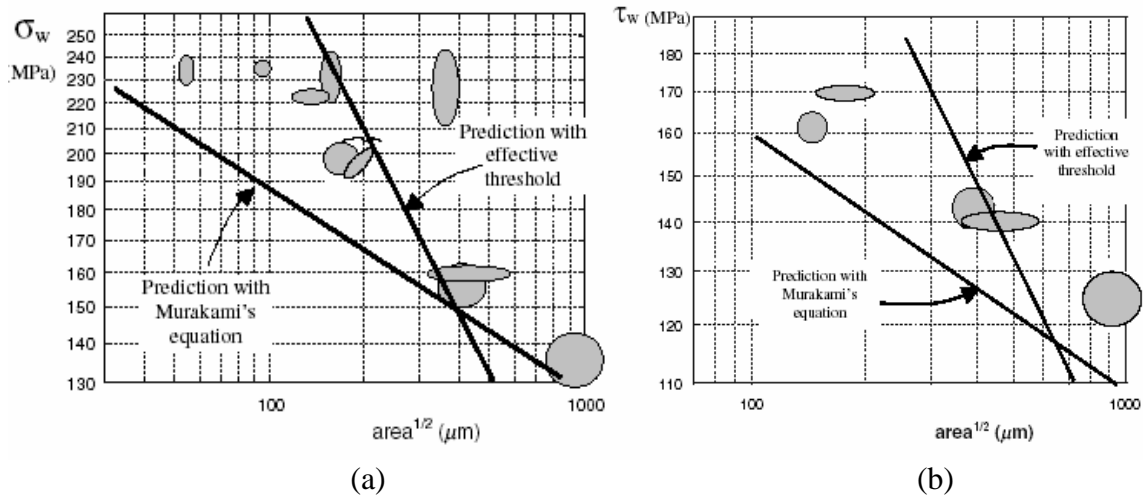 σw
(MPa)
250
240
230
220
210
200
190
180
170
160
150
140
130
Prediction with
effective
threshold
Prediction with
Murakami's
equation
100
1000
area1/2 (μm)
(a)
τw (MPa)
180
170
160
150
140
130
120
110
Prediction
with effective
threshold
Prediction with
Murakami's
equation
100
1000
area1/2 (μm)
(b)